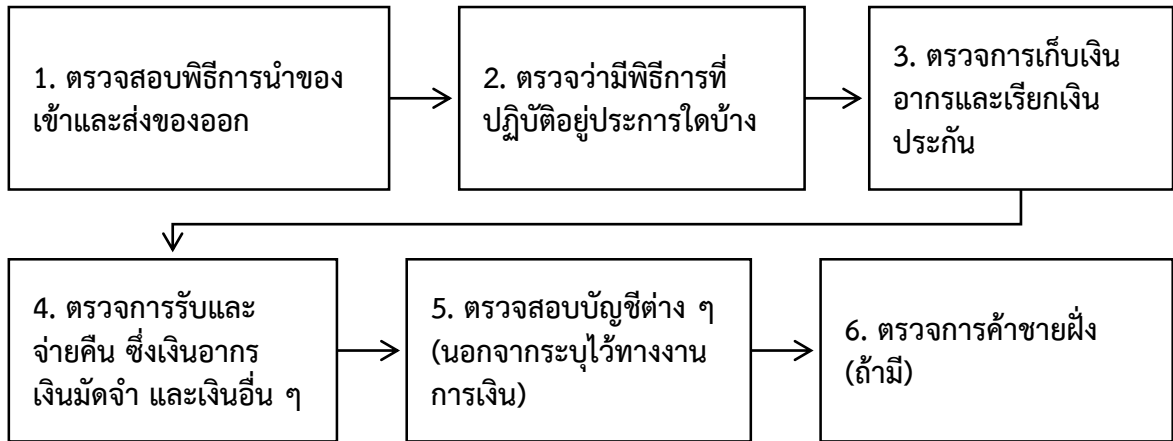 1. ตรวจสอบพิธีการนำของ
เข้าและส่งของออก
2. ตรวจว่ามีพิธีการที่
ปฏิบัติอยู่ประการใดบ้าง
3. ตรวจการเก็บเงิน
อากรและเรียกเงิน
ประกัน
4. ตรวจการรับและ
จ่ายคืน ซึ่งเงินอากร
เงินมัดจำ และเงินอื่น ๆ
5. ตรวจสอบบัญชีต่าง ๆ
(นอกจากระบุไว้ทางงาน
การเงิน)
6. ตรวจการค้าชายฝั่ง
(ถ้ามี)